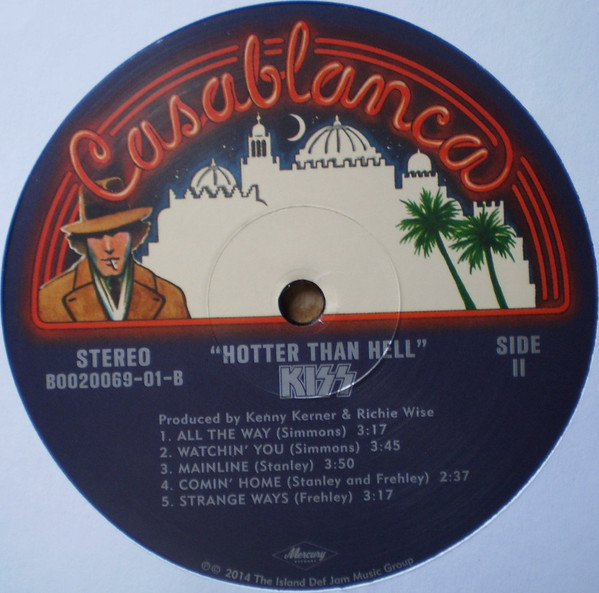 Casablanca
STEREO
B0020069-01-B
"HOTTER THAN HELL"
KISS
SIDE
II
Produced by Kenny Kerner & Richie Wise
1. ALL THE WAY (Simmons) 3:17
2. WATCHIN' YOU (Simmons) 3:45
3. MAINLINE (Stanley) 3:50
4. COMIN' HOME (Stanley and Frehley) 2:37
5. STRANGE WAYS (Frehley) 3:17
Mercury
RECORDS
℗© 2014 The Island Def Jam Music Group